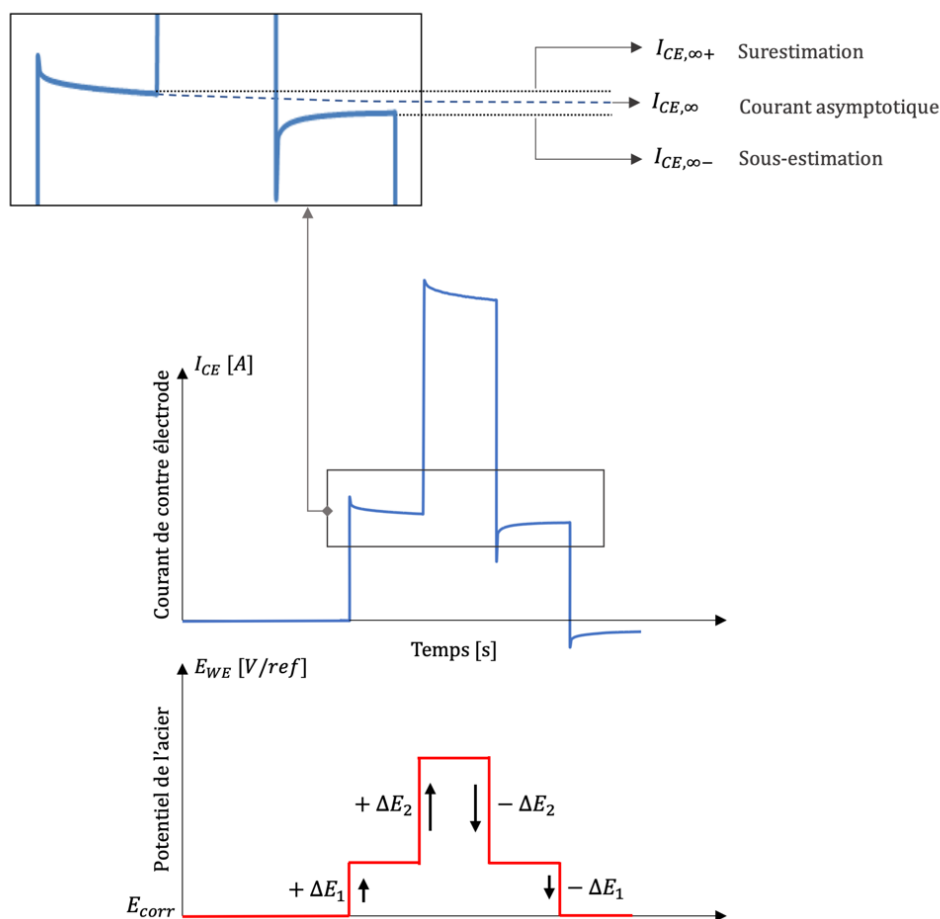 I_{CE,∞+} Surestimation
I_{CE,∞} Courant asymptotique
I_{CE,∞−} Sous-estimation
I_{CE} [A]
Courant de contre électrode
Temps [s]
E_{WE} [V/ref]
Potentiel de l'acier
+ ΔE_2
− ΔE_2
+ ΔE_1
− ΔE_1
E_{corr}